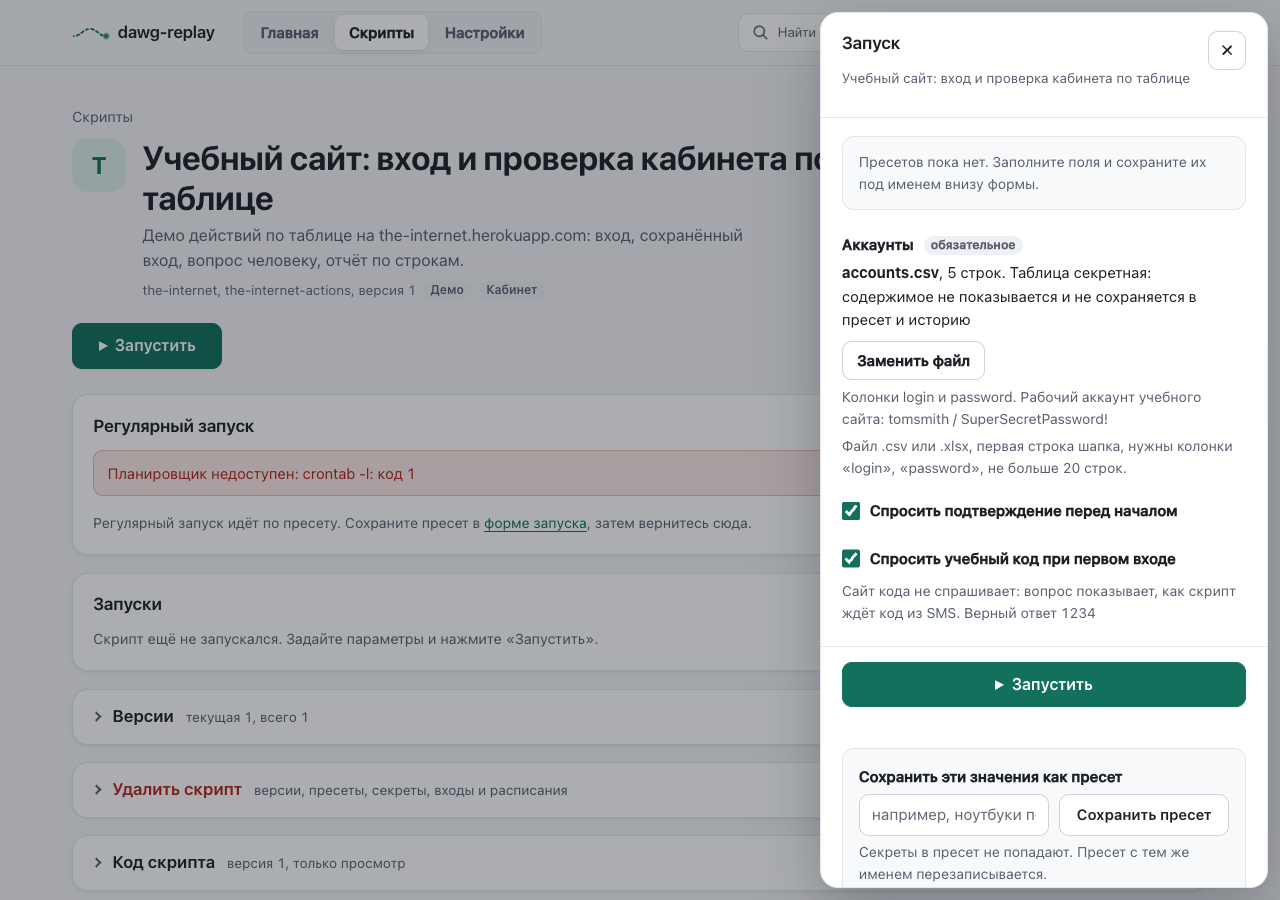 dawg-replay
Главная
Скрипты
Настройки
Найти
Скрипты
T
Учебный сайт: вход и проверка кабинета по
таблице
Демо действий по таблице на the-internet.herokuapp.com: вход, сохранённый
вход, вопрос человеку, отчёт по строкам.
the-internet, the-internet-actions, версия 1 Демо Кабинет
Запустить
Регулярный запуск
Планировщик недоступен: crontab -l: код 1
Регулярный запуск идёт по пресету. Сохраните пресет в форме запуска, затем вернитесь сюда.
Запуски
Скрипт ещё не запускался. Задайте параметры и нажмите «Запустить».
Версии текущая 1, всего 1
Удалить скрипт версии, пресеты, секреты, входы и расписания
Код скрипта версия 1, только просмотр
Запуск
Учебный сайт: вход и проверка кабинета по таблице
Пресетов пока нет. Заполните поля и сохраните их
под именем внизу формы.
Аккаунты обязательное
accounts.csv, 5 строк. Таблица секретная:
содержимое не показывается и не сохраняется в
пресет и историю
Заменить файл
Колонки login и password. Рабочий аккаунт учебного
сайта: tomsmith / SuperSecretPassword!
Файл .csv или .xlsx, первая строка шапка, нужны колонки
«login», «password», не больше 20 строк.
Спросить подтверждение перед началом
Спросить учебный код при первом входе
Сайт кода не спрашивает: вопрос показывает, как скрипт
ждёт код из SMS. Верный ответ 1234
Запустить
Сохранить эти значения как пресет
например, ноутбуки п
Сохранить пресет
Секреты в пресет не попадают. Пресет с тем же
именем перезаписывается.